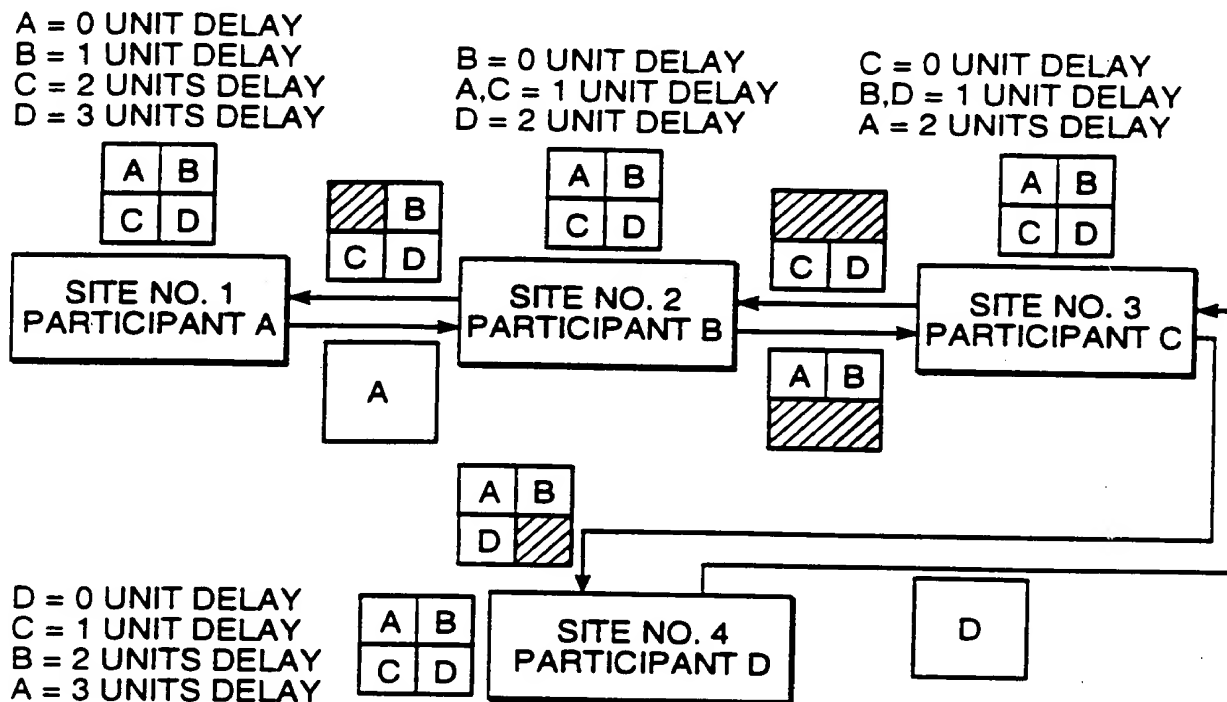 A = 0 UNIT DELAY
B = 1 UNIT DELAY
C = 2 UNITS DELAY
D = 3 UNITS DELAY
B = 0 UNIT DELAY
A,C = 1 UNIT DELAY
D = 2 UNIT DELAY
C = 0 UNIT DELAY
B,D = 1 UNIT DELAY
A = 2 UNITS DELAY
A B
C D
B
C D
A B
C D
C D
A B
C D
SITE NO. 1
PARTICIPANT A
SITE NO. 2
PARTICIPANT B
SITE NO. 3
PARTICIPANT C
A
A B
A B
D
D = 0 UNIT DELAY
C = 1 UNIT DELAY
B = 2 UNITS DELAY
A = 3 UNITS DELAY
A B
C D
SITE NO. 4
PARTICIPANT D
D